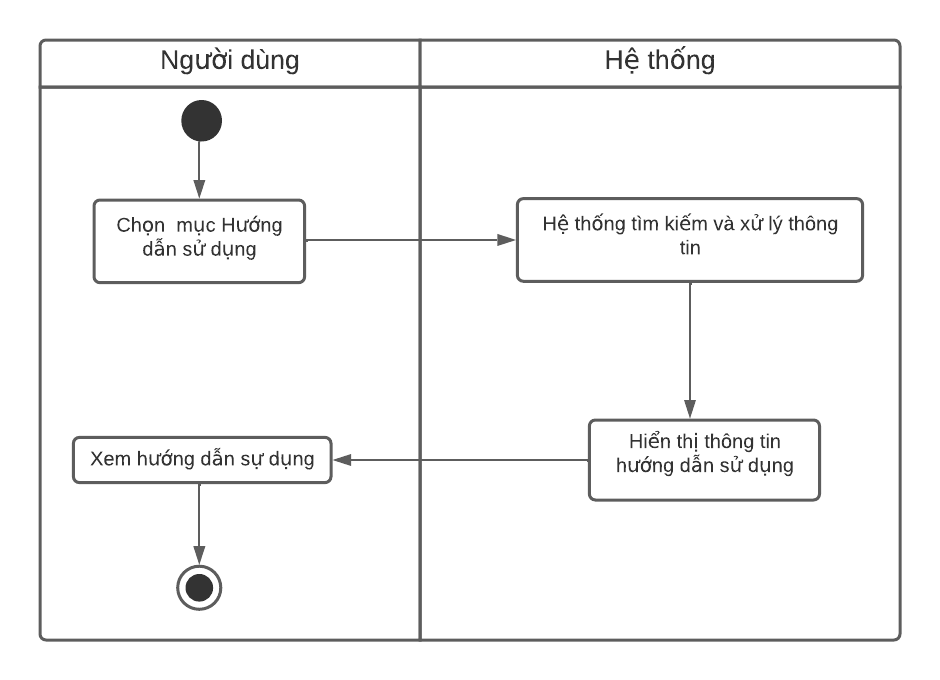 Người dùng
Hệ thống
Chọn  mục Hướng
dẫn sử dụng
Hệ thống tìm kiếm và xử lý thông
tin
Hiển thị thông tin
hướng dẫn sử dụng
Xem hướng dẫn sự dụng